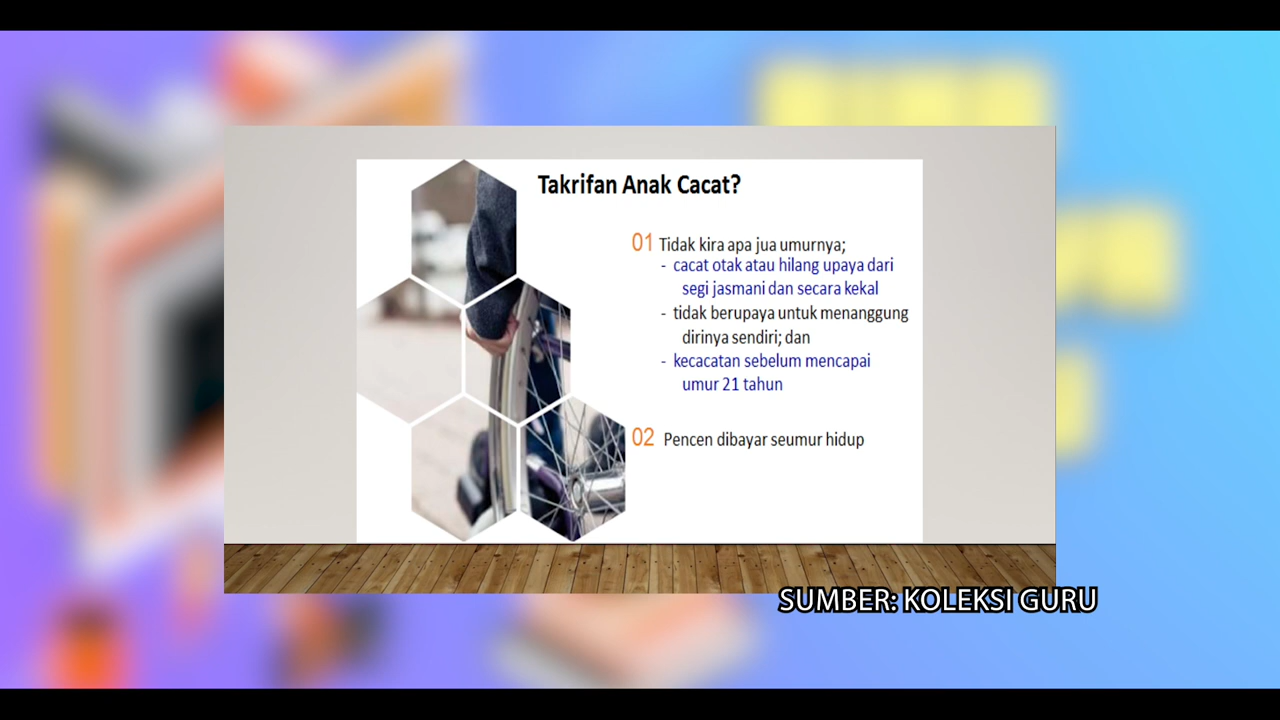 Takrifan Anak Cacat?
01 Tidak kira apa jua umurnya;
- cacat otak atau hilang upaya dari
segi jasmani dan secara kekal
- tidak berupaya untuk menanggung
dirinya sendiri; dan
- kecacatan sebelum mencapai
umur 21 tahun
02 Pencen dibayar seumur hidup
SUMBER: KOLEKSI GURU